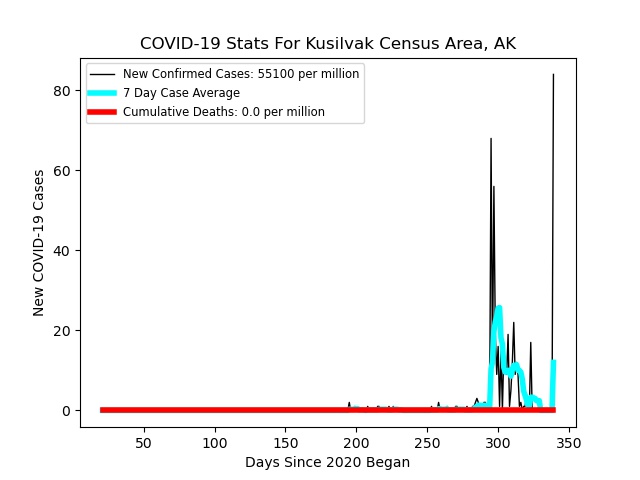 COVID-19 Stats For Kusilvak Census Area, AK
New Confirmed Cases: 55100 per million
7 Day Case Average
Cumulative Deaths: 0.0 per million
New COVID-19 Cases
80
60
40
20
0
50 100 150 200 250 300 350
Days Since 2020 Began